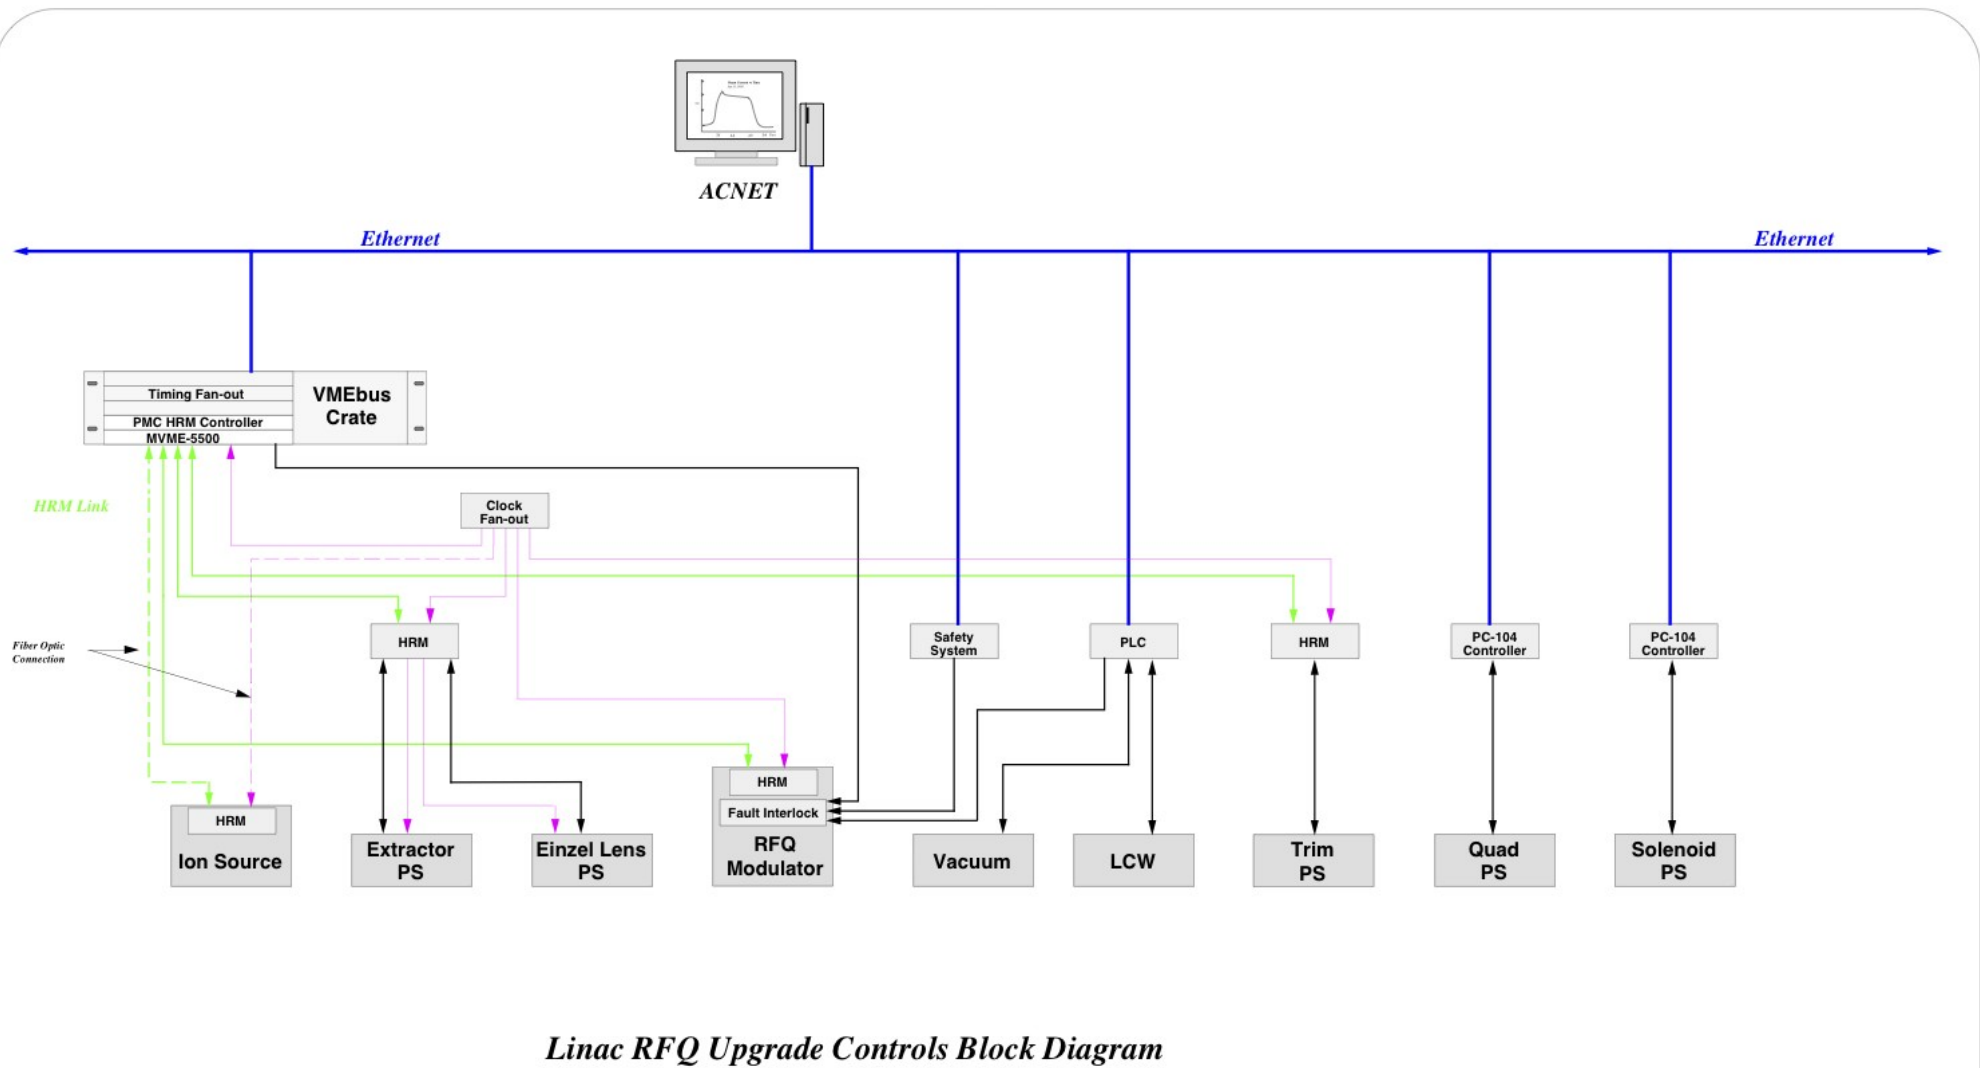 ACNET
Ethernet
Ethernet
Timing Fan-out
VMEbus
Crate
PMC HRM Controller
MVME-5500
HRM Link
Clock
Fan-out
Fiber Optic
Connection
HRM
Safety
System
PLC
HRM
PC-104
Controller
PC-104
Controller
HRM
Ion Source
Extractor
PS
Einzel Lens
PS
HRM
Fault Interlock
RFQ
Modulator
Vacuum
LCW
Trim
PS
Quad
PS
Solenoid
PS
Linac RFQ Upgrade Controls Block Diagram